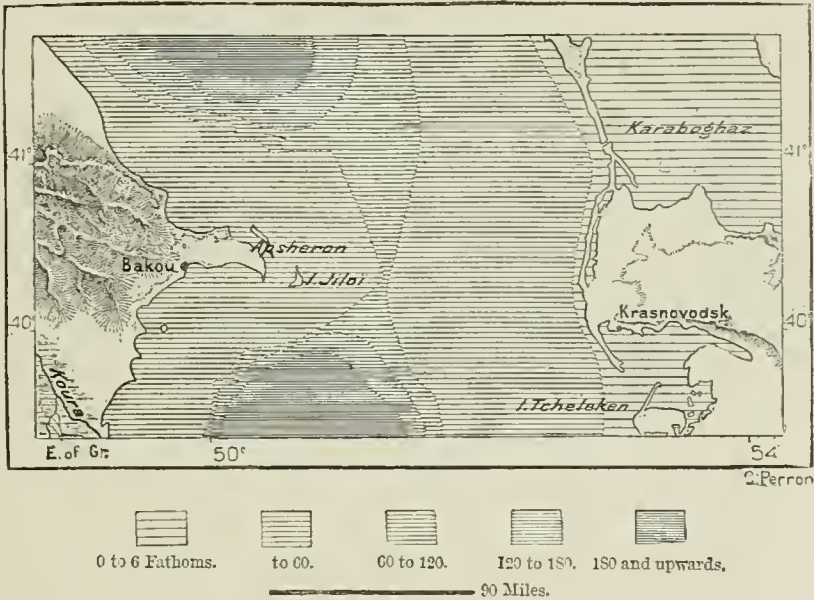 41°
Karaboghaz
41°
Apsheron
Bakou
I. Jiloi
40°
Krasnovodsk
40°
Koura
I. Tcheleken
E. of Gr.
50°
54
C. Perron
0 to 6 Fathoms.
to 60.
60 to 120.
120 to 180.
180 and upwards.
90 Miles.